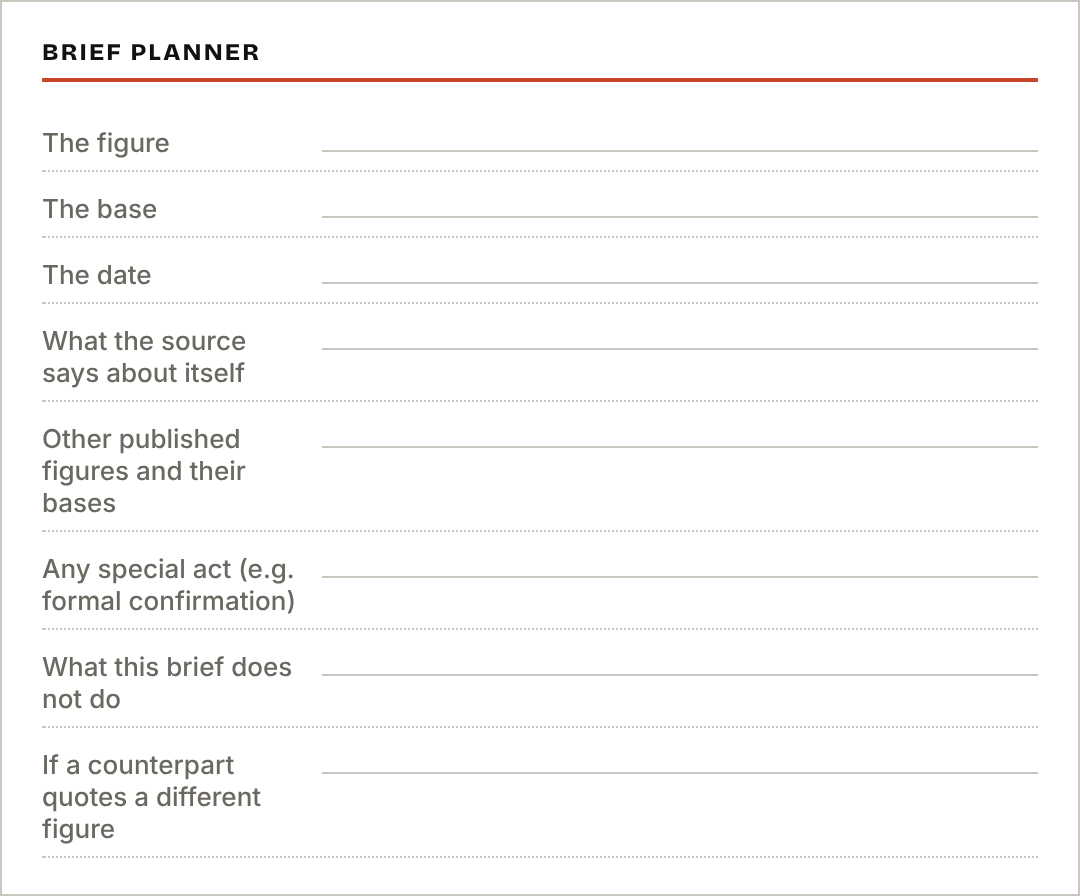 BRIEF PLANNER
The figure
The base
The date
What the source
says about itself
Other published
figures and their
bases
Any special act (e.g.
formal confirmation)
What this brief does
not do
If a counterpart
quotes a different
figure